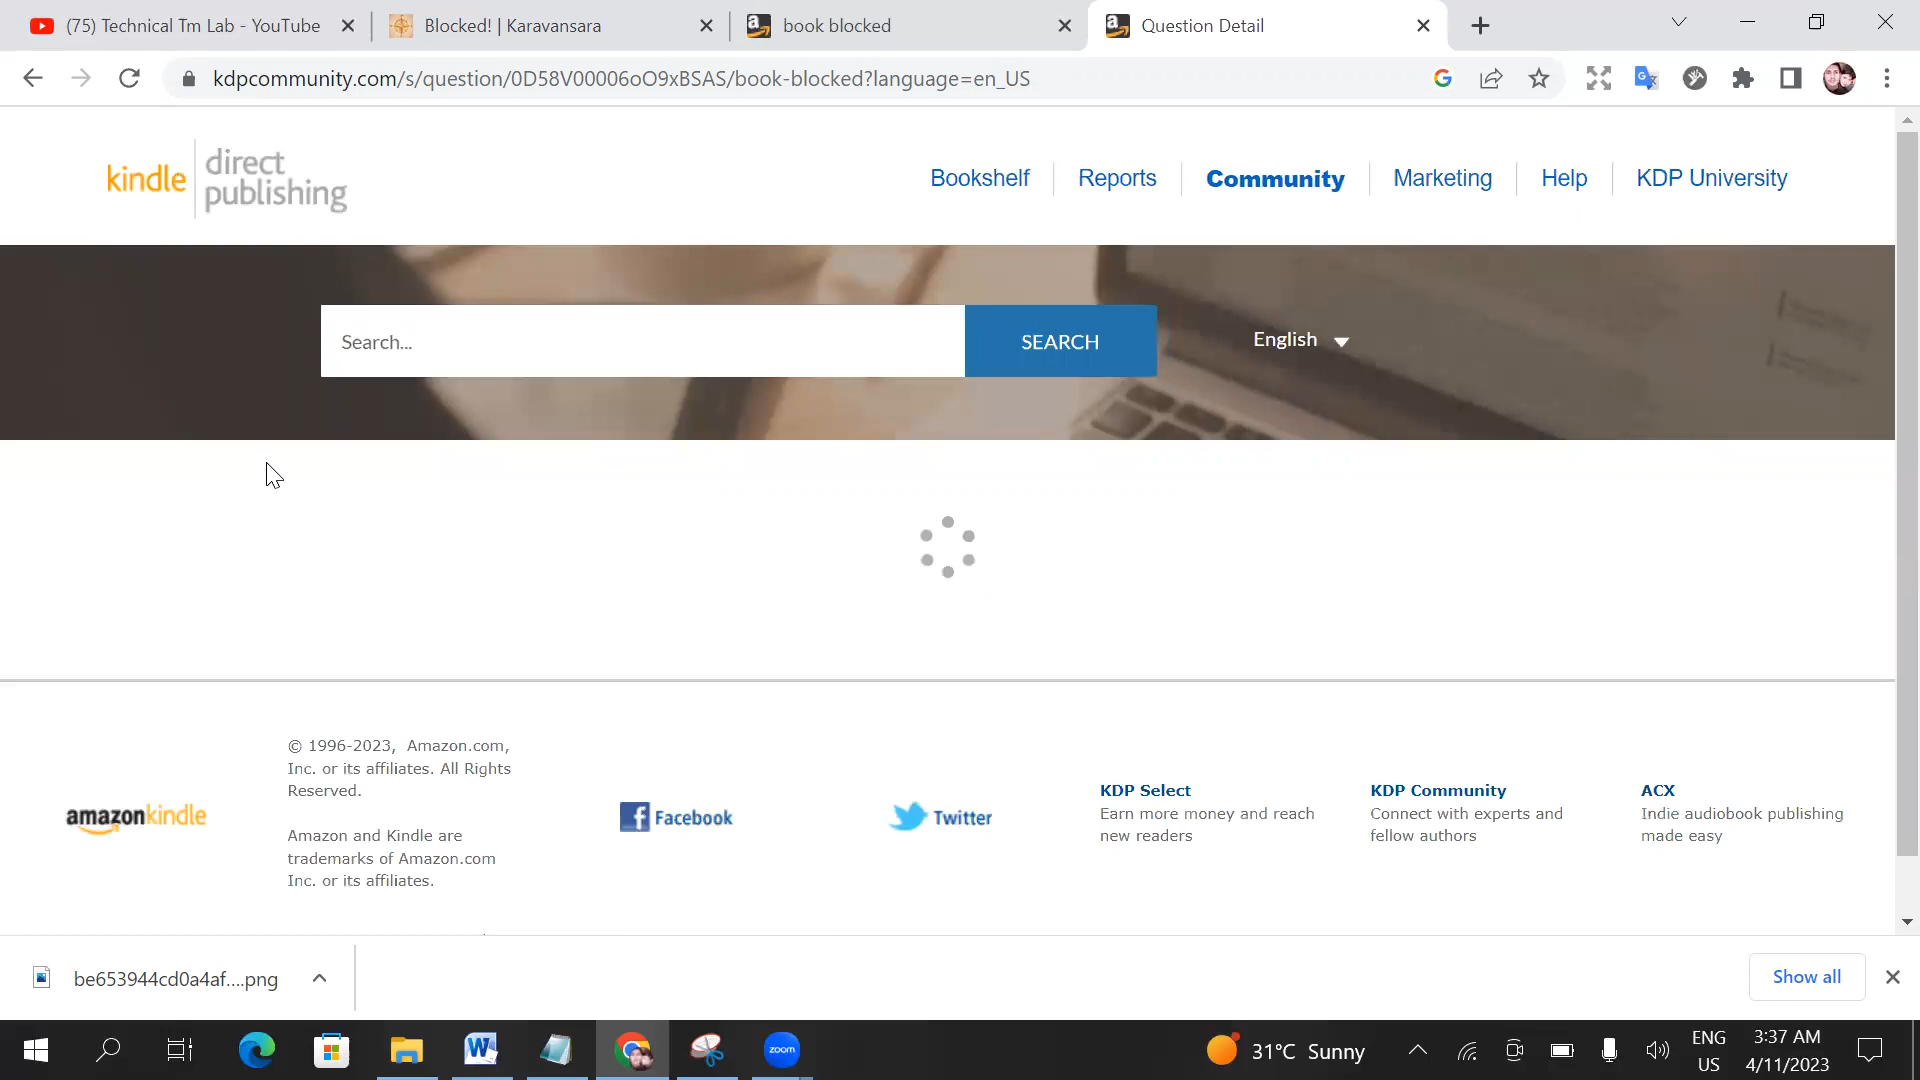 (75) Technical Tm Lab - YouTube
Blocked! | Karavansara
book blocked
Question Detail
kdpcommunity.com/s/question/0D58V00006oO9xBSAS/book-blocked?language=en_US
kindle direct publishing
Bookshelf
Reports
Community
Marketing
Help
KDP University
Search...
SEARCH
English
amazonkindle
© 1996-2023, Amazon.com,
Inc. or its affiliates. All Rights
Reserved.
Amazon and Kindle are
trademarks of Amazon.com
Inc. or its affiliates.
Facebook
Twitter
KDP Select
Earn more money and reach
new readers
KDP Community
Connect with experts and
fellow authors
ACX
Indie audiobook publishing
made easy
be653944cd0a4af....png
Show all
zoom
31°C Sunny
ENG
US
3:37 AM
4/11/2023